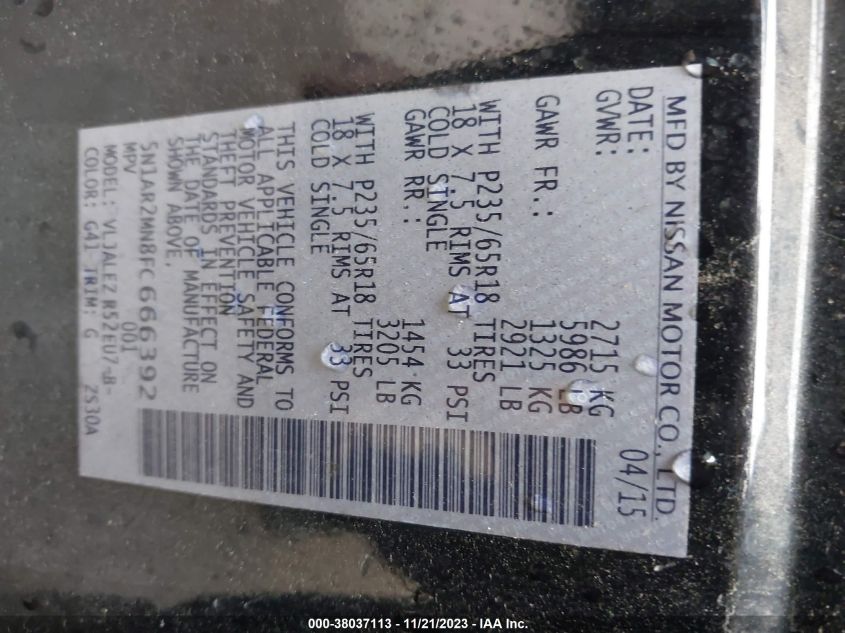 MFD BY NISSAN MOTOR CO., LTD.
DATE: 04/15
GVWR: 2715 KG
5986 LB
GAWR FR.: 1325 KG
2921 LB
WITH P235/65R18 TIRES
18 X 7.5 RIMS AT 33 PSI
COLD SINGLE
GAWR RR.: 1454 KG
3205 LB
WITH P235/65R18 TIRES
18 X 7.5 RIMS AT 33 PSI
COLD SINGLE
THIS VEHICLE CONFORMS TO
ALL APPLICABLE FEDERAL
MOTOR VEHICLE SAFETY AND
THEFT PREVENTION
STANDARDS IN EFFECT ON
THE DATE OF MANUFACTURE
SHOWN ABOVE.
5N1AR2MN8FC666392
MPV 001
MODEL: VLJALEZ R52EU7-B-
COLOR: G41 TRIM: G 2S30A
000-38037113 - 11/21/2023 - IAA Inc.